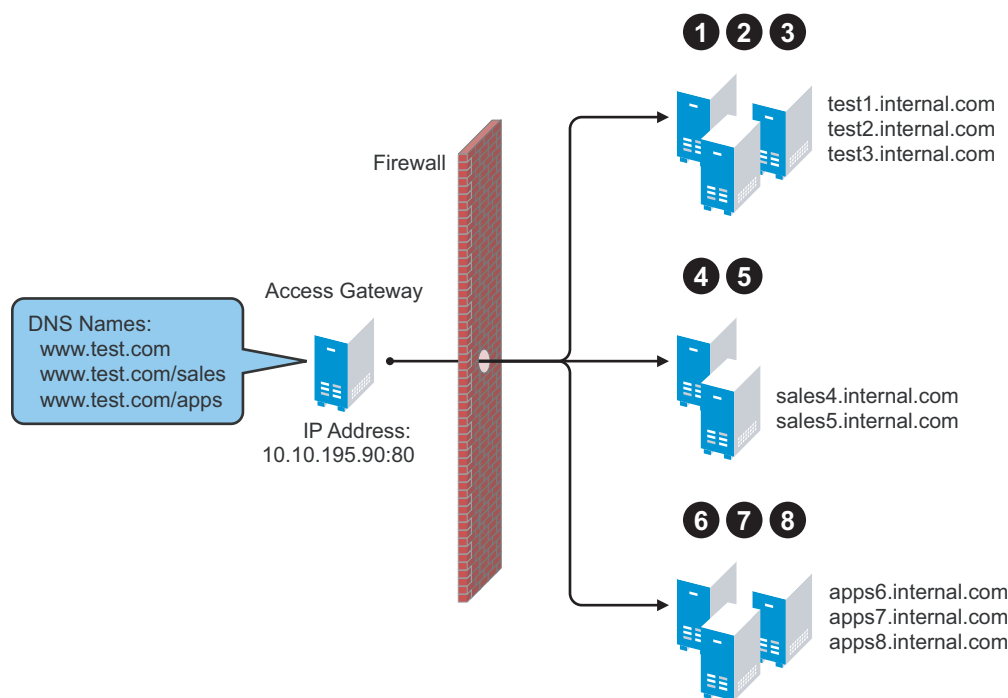 1 2 3
test1.internal.com
test2.internal.com
test3.internal.com
Firewall
Access Gateway
DNS Names:
www.test.com
www.test.com/sales
www.test.com/apps
IP Address:
10.10.195.90:80
4 5
sales4.internal.com
sales5.internal.com
6 7 8
apps6.internal.com
apps7.internal.com
apps8.internal.com